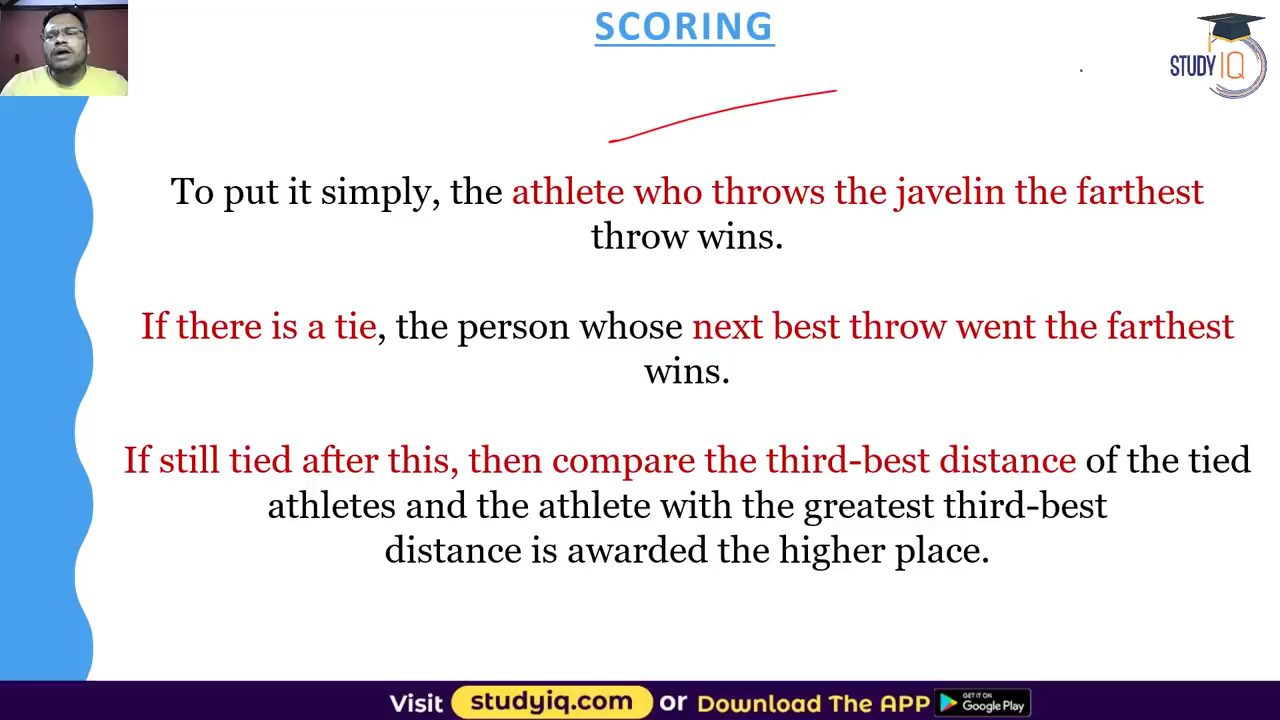 SCORING
STUDY IQ
To put it simply, the athlete who throws the javelin the farthest
throw wins.
If there is a tie, the person whose next best throw went the farthest
wins.
If still tied after this, then compare the third-best distance of the tied
athletes and the athlete with the greatest third-best
distance is awarded the higher place.
Visit studyiq.com or Download The APP GET IT ON Google Play